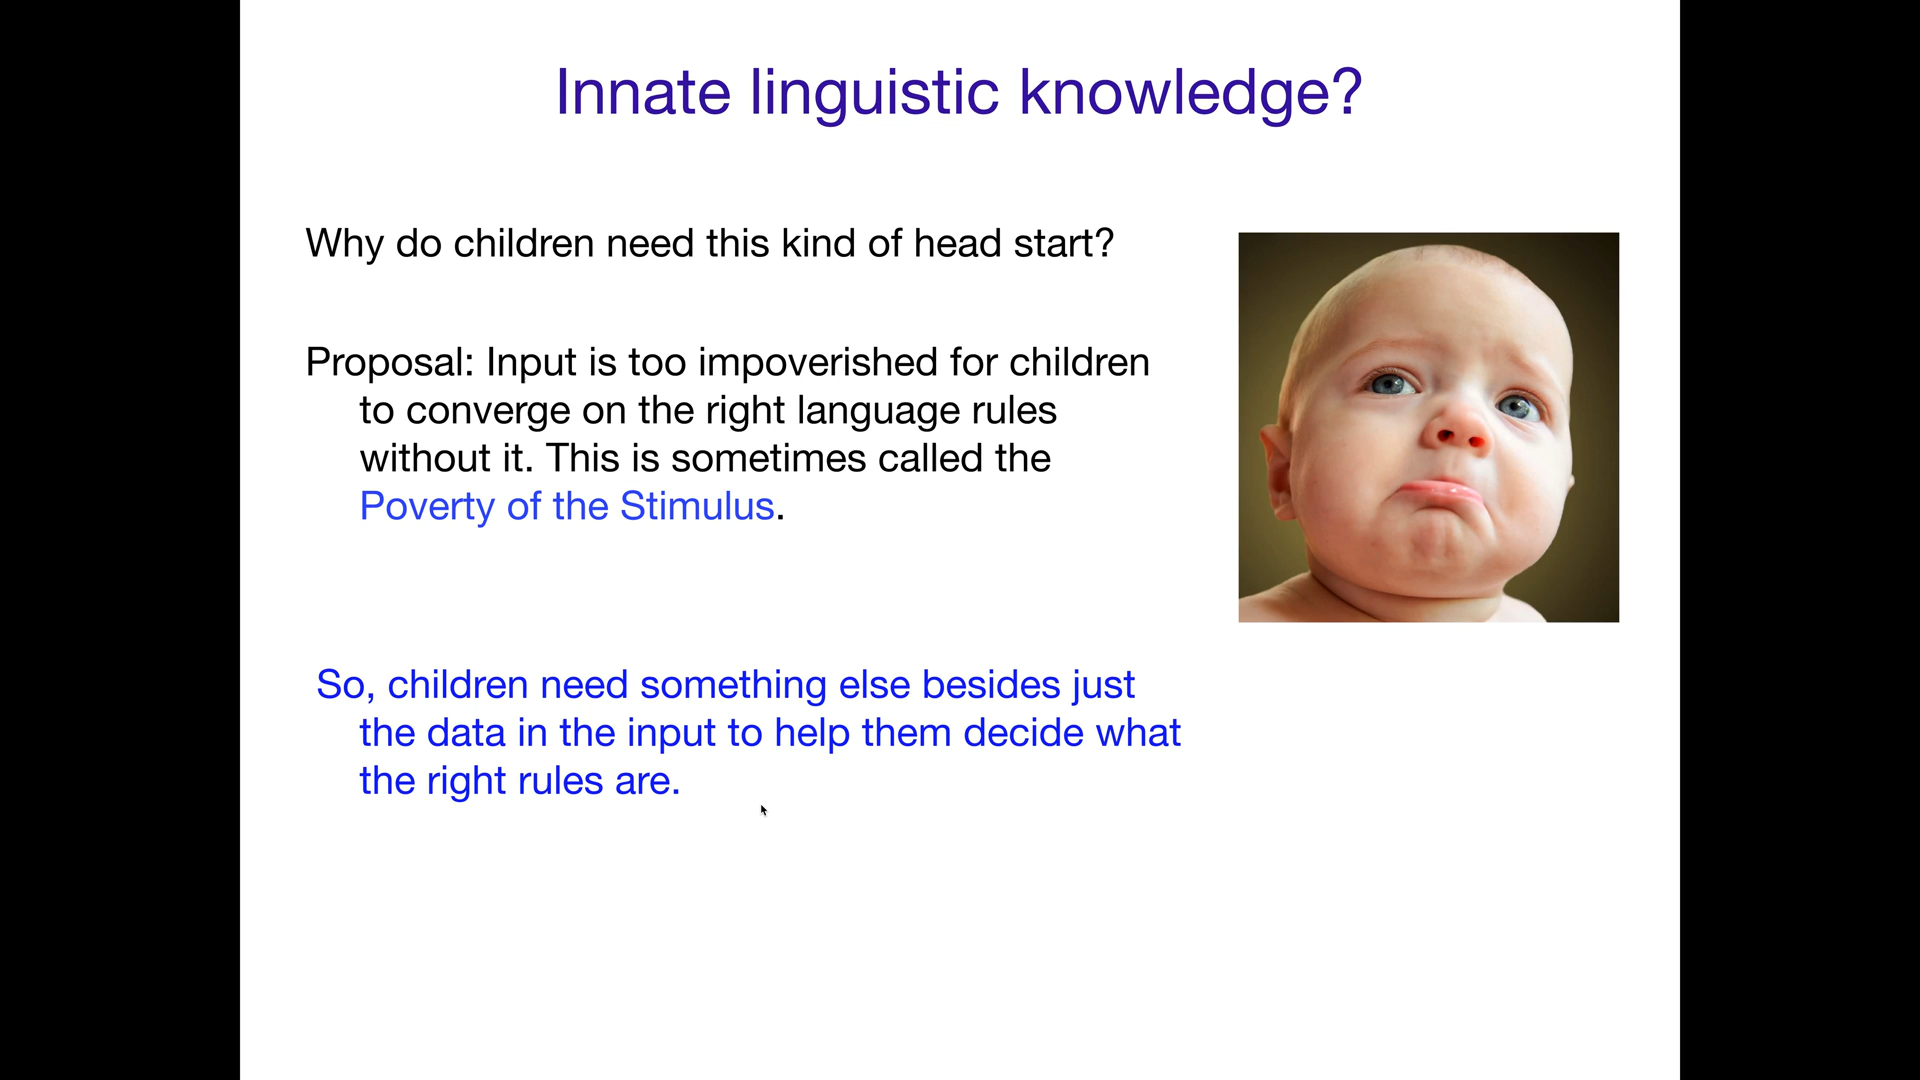 Innate linguistic knowledge?
Why do children need this kind of head start?
Proposal: Input is too impoverished for children
to converge on the right language rules
without it. This is sometimes called the
Poverty of the Stimulus.
So, children need something else besides just
the data in the input to help them decide what
the right rules are.